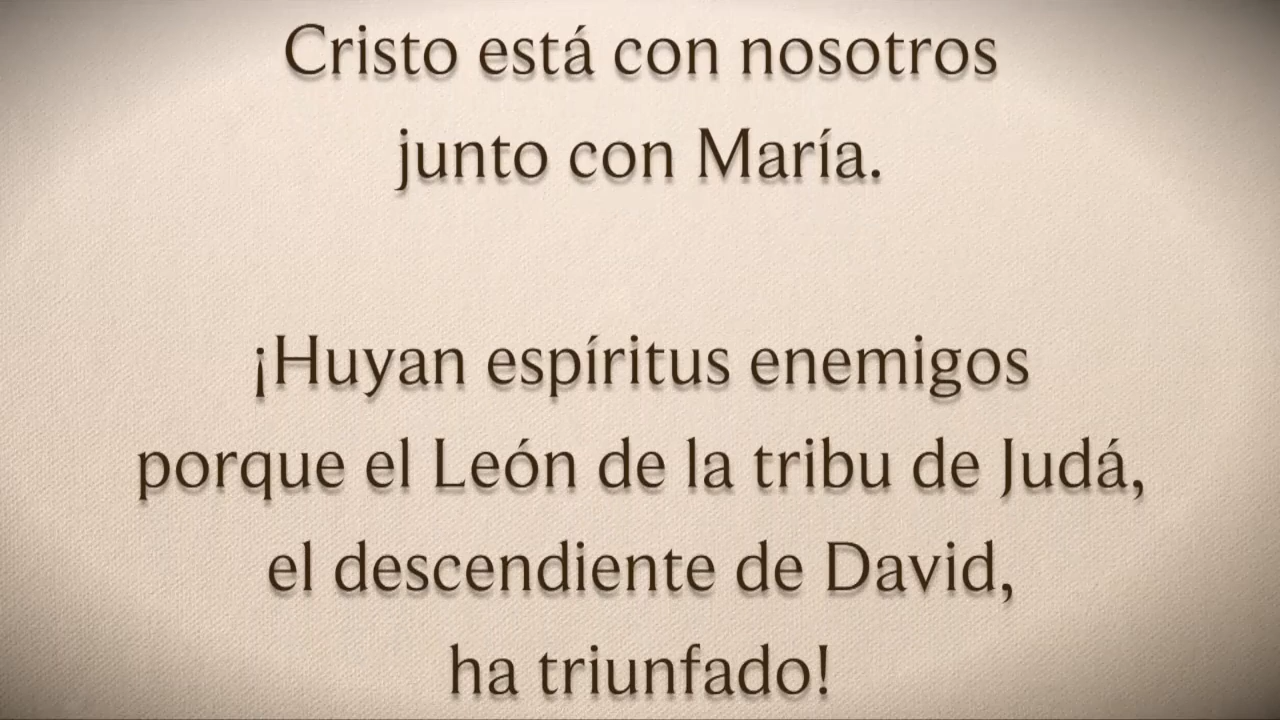 Cristo está con nosotros
junto con María.
¡Huyan espíritus enemigos
porque el León de la tribu de Judá,
el descendiente de David,
ha triunfado!